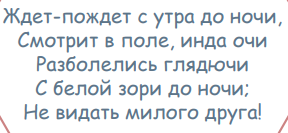 Ждет-пождет с утра до ночи,
Смотрит в поле, инда очи
Разболелись глядючи
С белой зори до ночи;
Не видать милого друга!